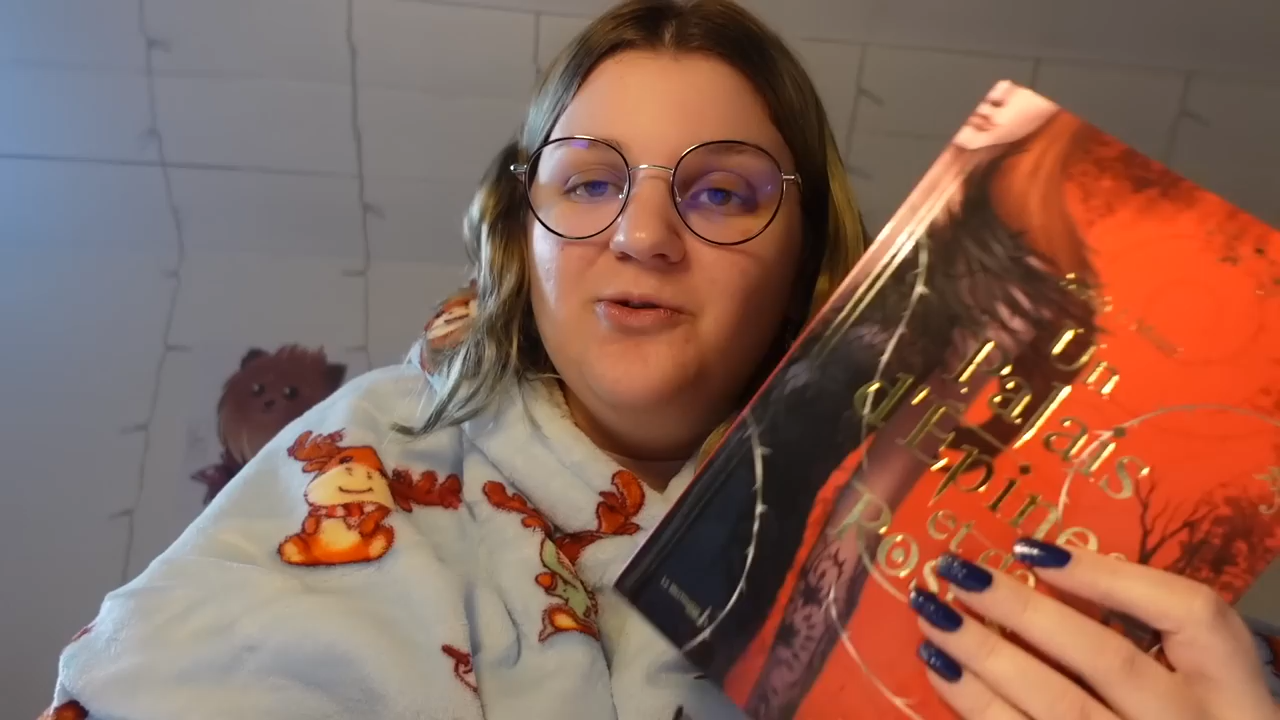 Un
Palais
d'Épines
et de
Roses